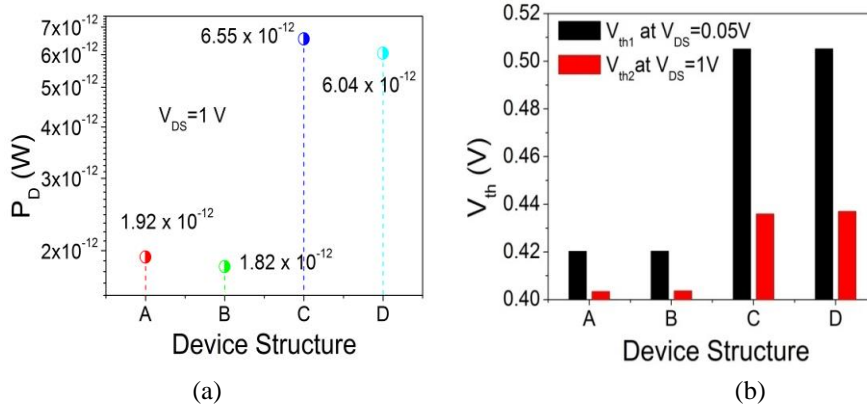 7x10⁻¹²
6x10⁻¹²
5x10⁻¹²
4x10⁻¹²
3x10⁻¹²
2x10⁻¹²
P_D (W)
6.55 x 10⁻¹²
6.04 x 10⁻¹²
V_DS=1 V
1.92 x 10⁻¹²
1.82 x 10⁻¹²
A B C D
Device Structure
(a)
0.52
0.50
0.48
0.46
0.44
0.42
0.40
V_th (V)
V_th1 at V_DS=0.05V
V_th2 at V_DS=1V
A B C D
Device Structure
(b)